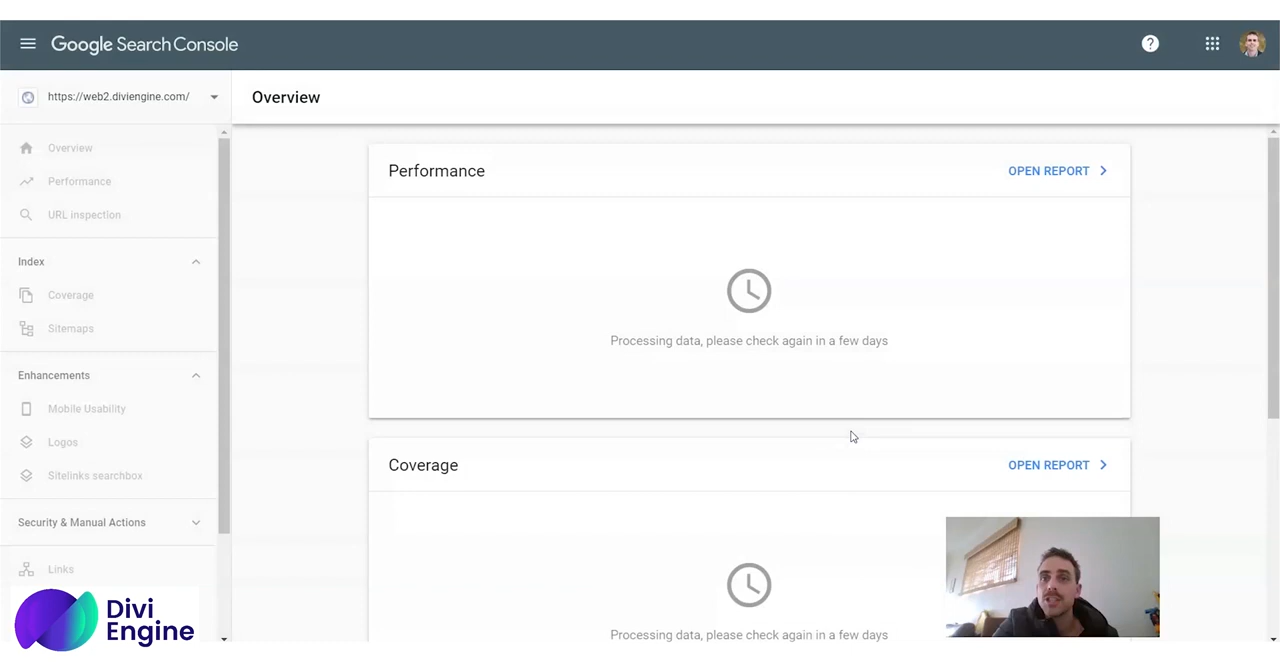 Google Search Console
?
https://web2.diviengine.com/
Overview
Overview
Performance
URL inspection
Index
Coverage
Sitemaps
Enhancements
Mobile Usability
Logos
Sitelinks searchbox
Security & Manual Actions
Links
Performance
OPEN REPORT
Processing data, please check again in a few days
Coverage
OPEN REPORT
Processing data, please check again in a few days
Divi
Engine